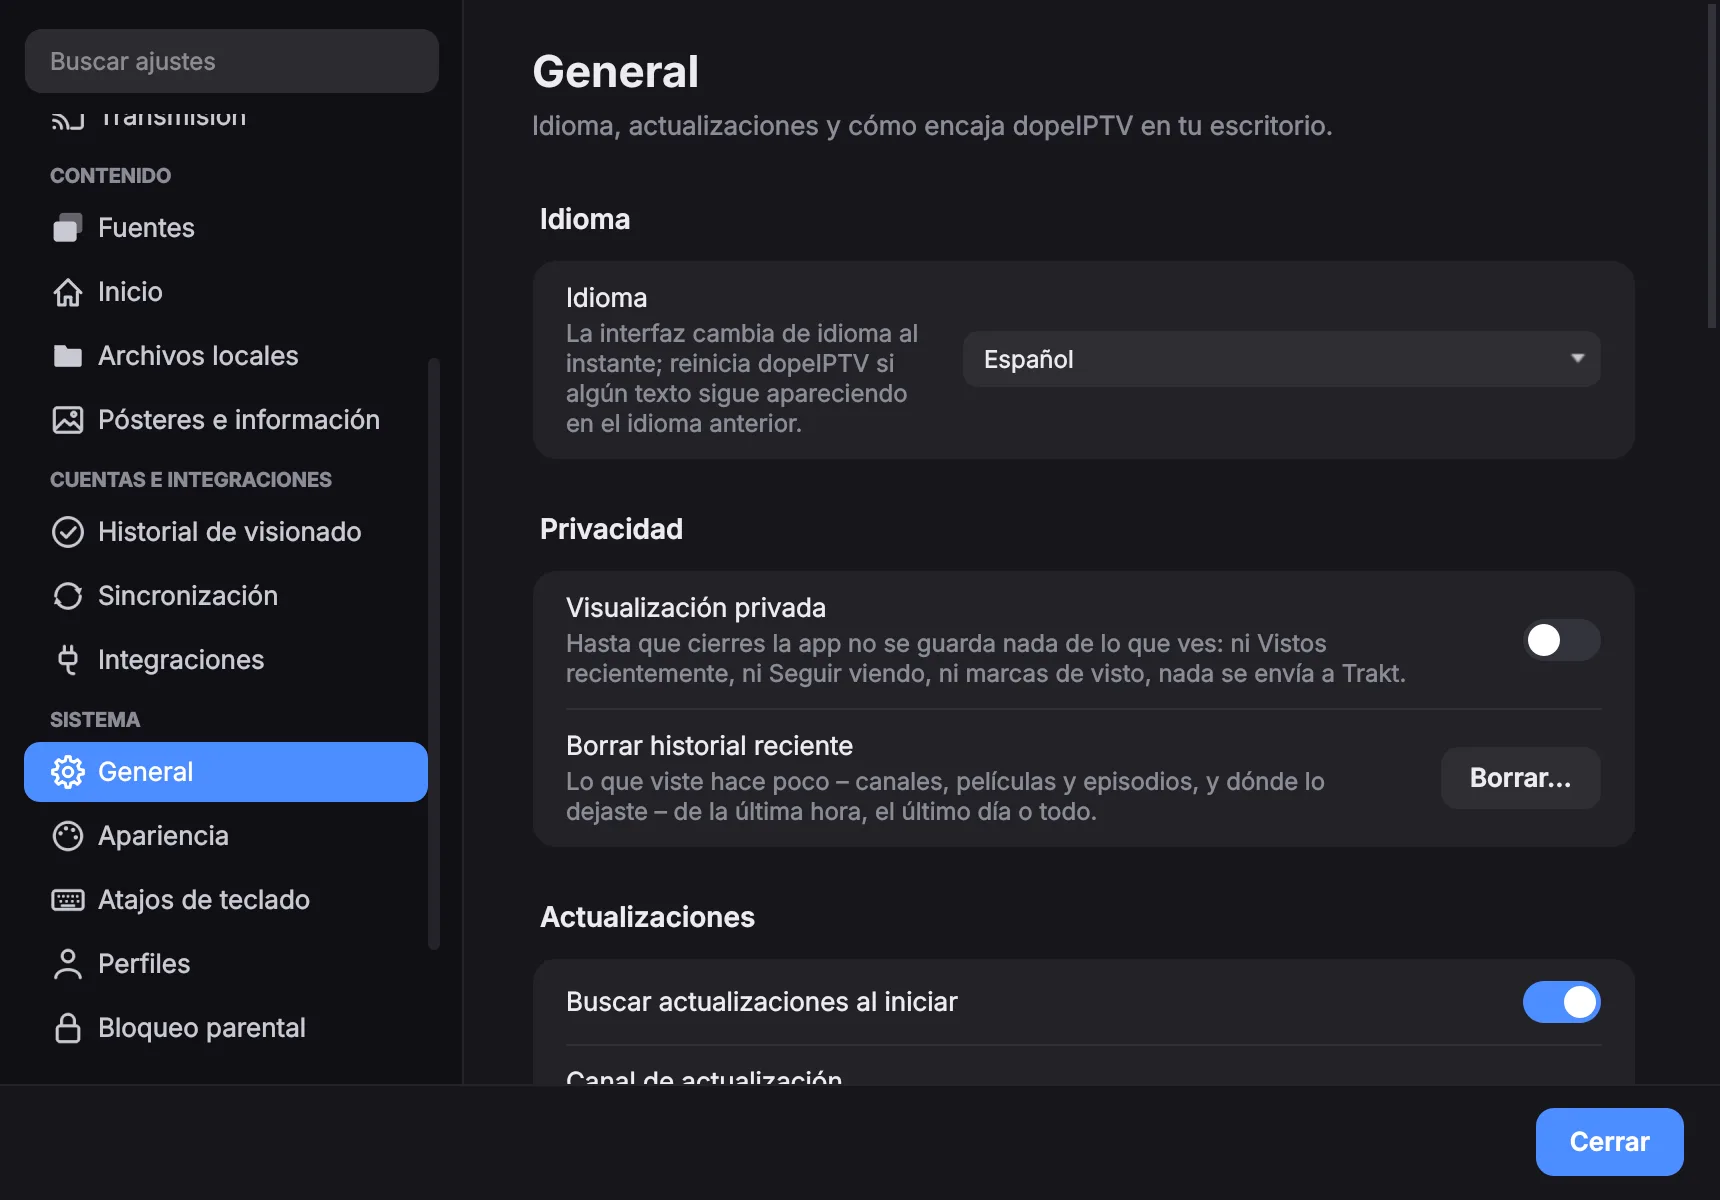 Buscar ajustes
Transmisión
CONTENIDO
Fuentes
Inicio
Archivos locales
Pósteres e información
CUENTAS E INTEGRACIONES
Historial de visionado
Sincronización
Integraciones
SISTEMA
General
Apariencia
Atajos de teclado
Perfiles
Bloqueo parental
General
Idioma, actualizaciones y cómo encaja dopeIPTV en tu escritorio.
Idioma
Idioma
La interfaz cambia de idioma al
instante; reinicia dopeIPTV si
algún texto sigue apareciendo
en el idioma anterior.
Español
Privacidad
Visualización privada
Hasta que cierres la app no se guarda nada de lo que ves: ni Vistos
recientemente, ni Seguir viendo, ni marcas de visto, nada se envía a Trakt.
Borrar historial reciente
Lo que viste hace poco – canales, películas y episodios, y dónde lo
dejaste – de la última hora, el último día o todo.
Borrar...
Actualizaciones
Buscar actualizaciones al iniciar
Canal de actualización
Cerrar